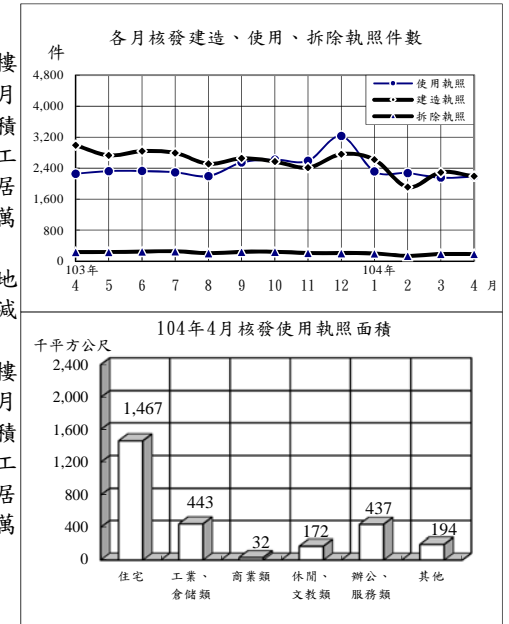 樓
月
積
工
居
萬
地
減
樓
月
積
工
居
萬
各月核發建造、使用、拆除執照件數
件
4,800
4,000
3,200
2,400
1,600
800
0
使用執照
建造執照
拆除執照
103年 104年
4 5 6 7 8 9 10 11 12 1 2 3 4 月
104年4月核發使用執照面積
千平方公尺
2,400
2,000
1,600
1,200
800
400
0
1,467 443 32 172 437 194
住宅 工業、 商業類 休閒、 辦公、 其他
倉儲類 文教類 服務類